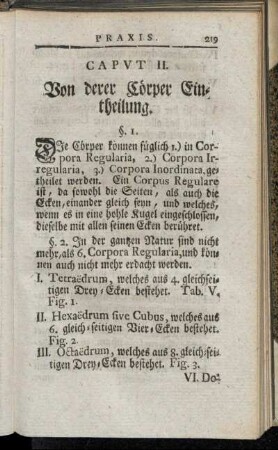 PRAXIS. 219
CAPVT II.
Von derer Cörper Ein-
theilung.
§. 1.
DIe Cörper können füglich 1.) in Cor-
pora Regularia, 2.) Corpora Ir-
regularia, 3.) Corpora Inordinata, ge-
theilet werden. Ein Corpus Regulare
ist, da sowohl die Seiten, als auch die
Ecken, einander gleich seyn, und welches,
wenn es in eine hohle Kugel eingeschlossen,
dieselbe mit allen seinen Ecken berühret.
§. 2. In der gantzen Natur sind nicht
mehr, als 6. Corpora Regularia, und kön-
nen auch nicht mehr erdacht werden.
I. Tetraëdrum, welches aus 4. gleichsei-
tigen Drey-Ecken bestehet. Tab. V.
Fig. 1.
II. Hexaëdrum sive Cubus, welches aus
6. gleich-seitigen Vier-Ecken bestehet.
Fig. 2.
III. Octaëdrum, welches aus 8. gleich-sei-
tigen Drey-Ecken bestehet. Fig. 3.
VI. Do-